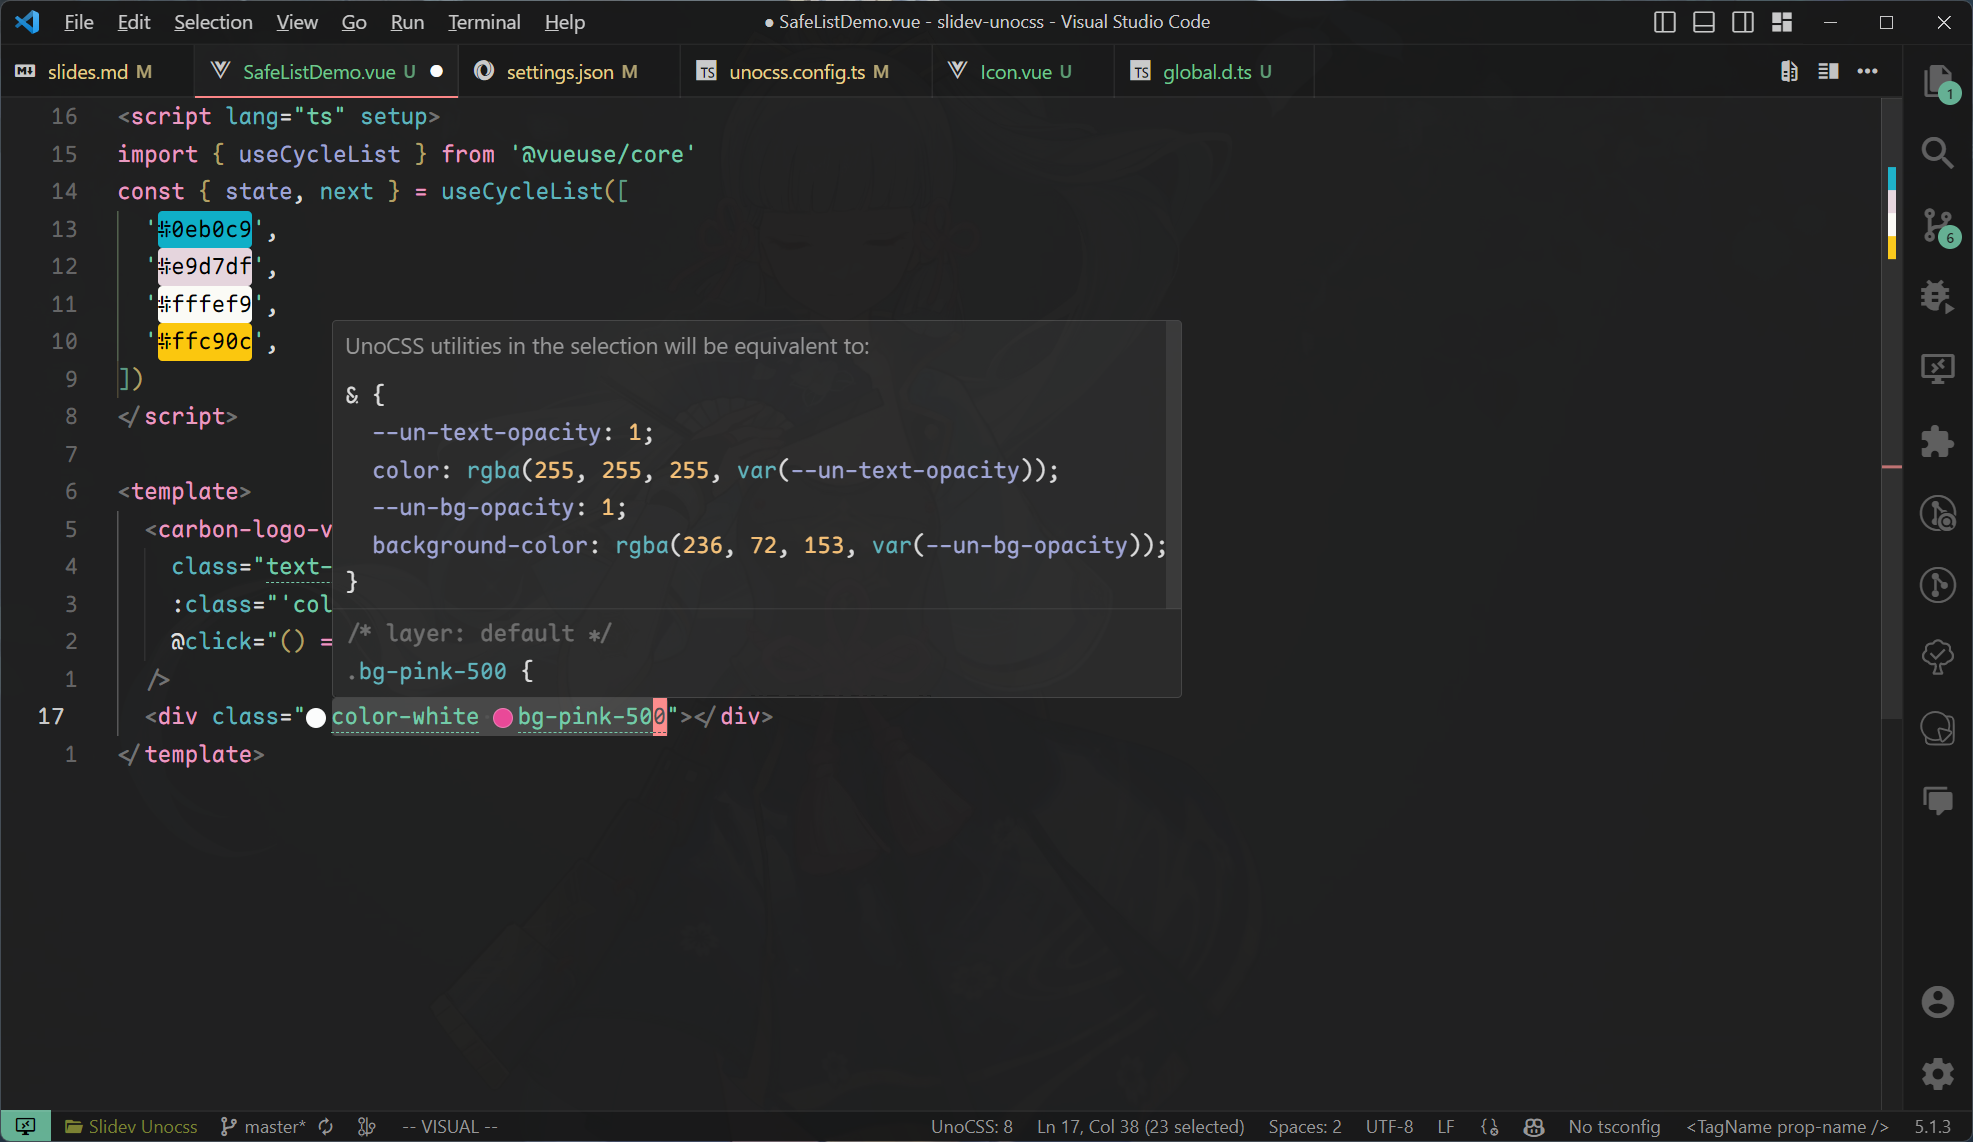 File Edit Selection View Go Run Terminal Help ● SafeListDemo.vue - slidev-unocss - Visual Studio Code
slides.md M SafeListDemo.vue U settings.json M TS unocss.config.ts M Icon.vue U TS global.d.ts U
16 <script lang="ts" setup>
15 import { useCycleList } from '@vueuse/core'
14 const { state, next } = useCycleList([
13 '#0eb0c9',
12 '#e9d7df',
11 '#fffef9',
10 '#ffc90c',
9 ])
8 </script>
7
6 <template>
5 <carbon-logo-v
4 class="text-
3 :class="'col
2 @click="() =
1 />
UnoCSS utilities in the selection will be equivalent to:
& {
--un-text-opacity: 1;
color: rgba(255, 255, 255, var(--un-text-opacity));
--un-bg-opacity: 1;
background-color: rgba(236, 72, 153, var(--un-bg-opacity));
}
/* layer: default */
.bg-pink-500 {
17 <div class="color-white bg-pink-500"></div>
1 </template>
1
6
Slidev Unocss master* -- VISUAL -- UnoCSS: 8 Ln 17, Col 38 (23 selected) Spaces: 2 UTF-8 LF No tsconfig <TagName prop-name /> 5.1.3